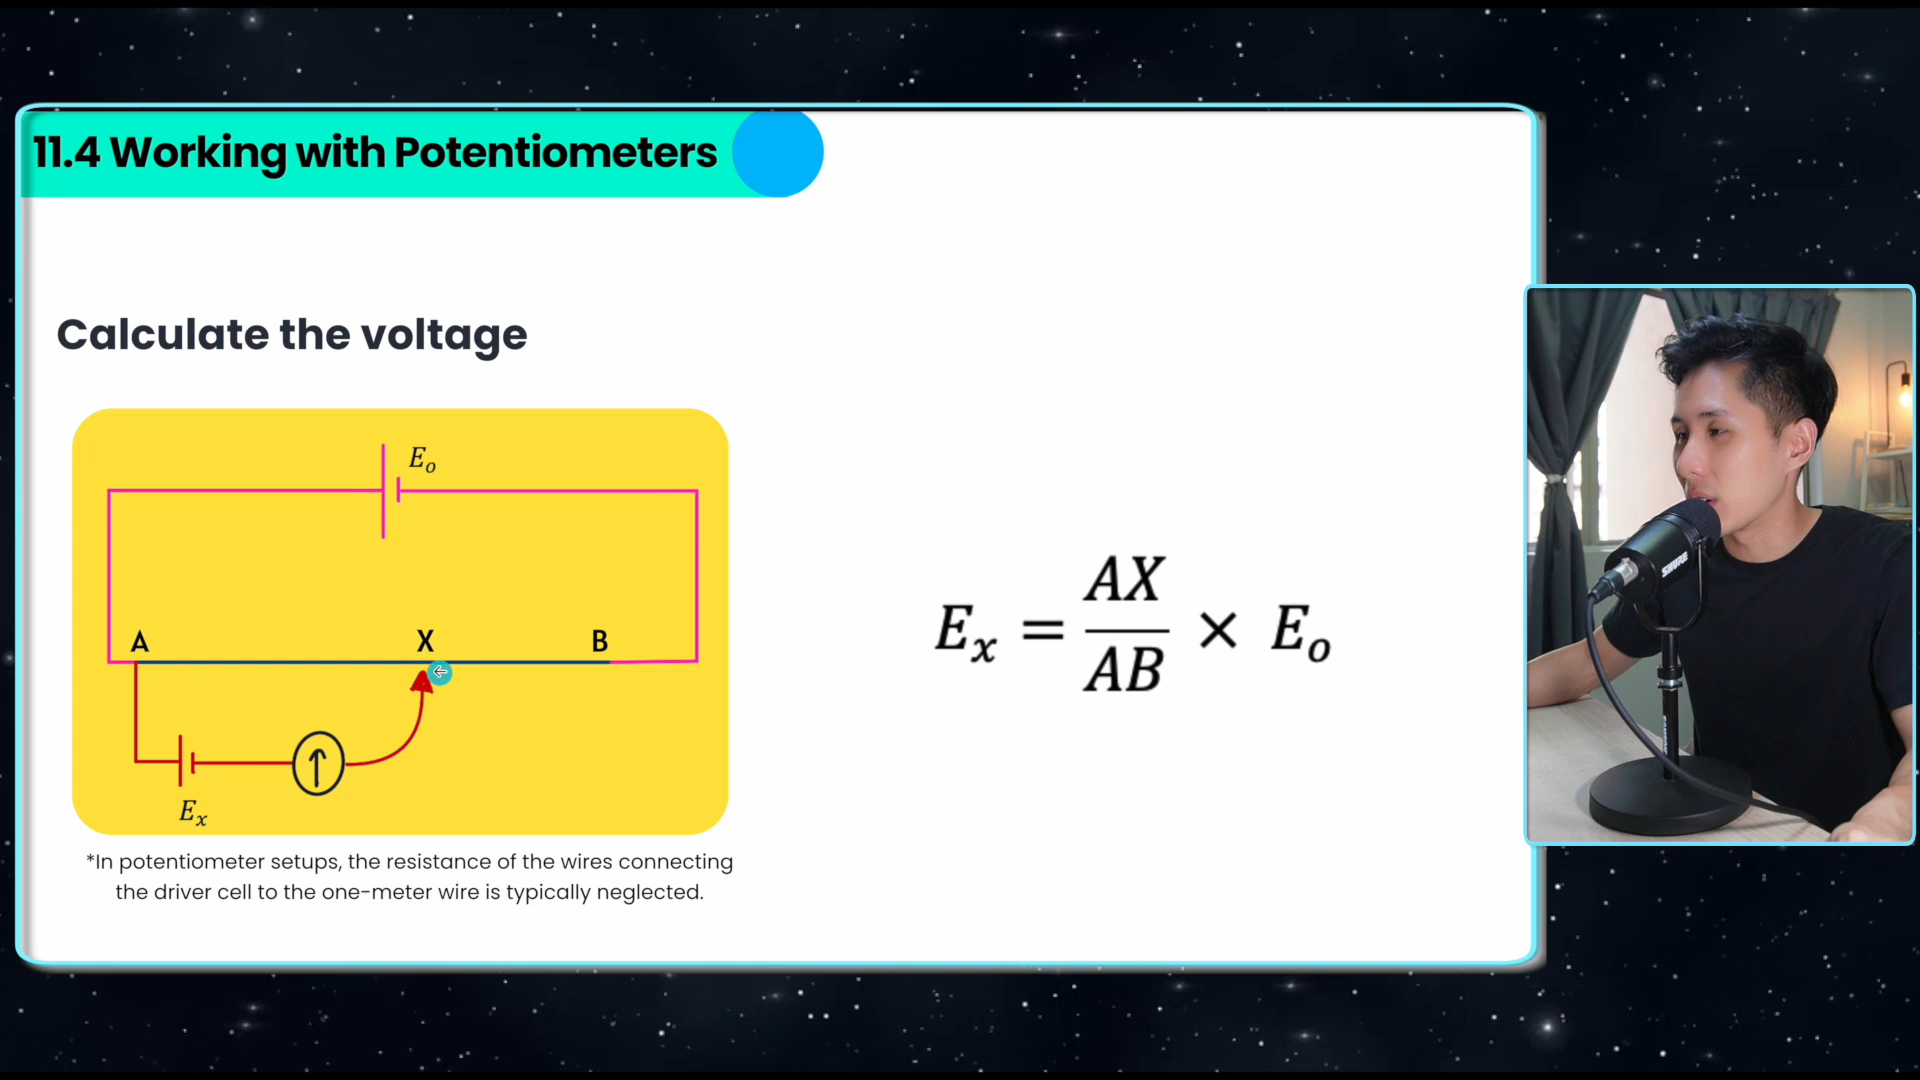 11.4 Working with Potentiometers
Calculate the voltage
Eo
A X B
Ex
*In potentiometer setups, the resistance of the wires connecting
the driver cell to the one-meter wire is typically neglected.
Ex = AX/AB × Eo
SHURE